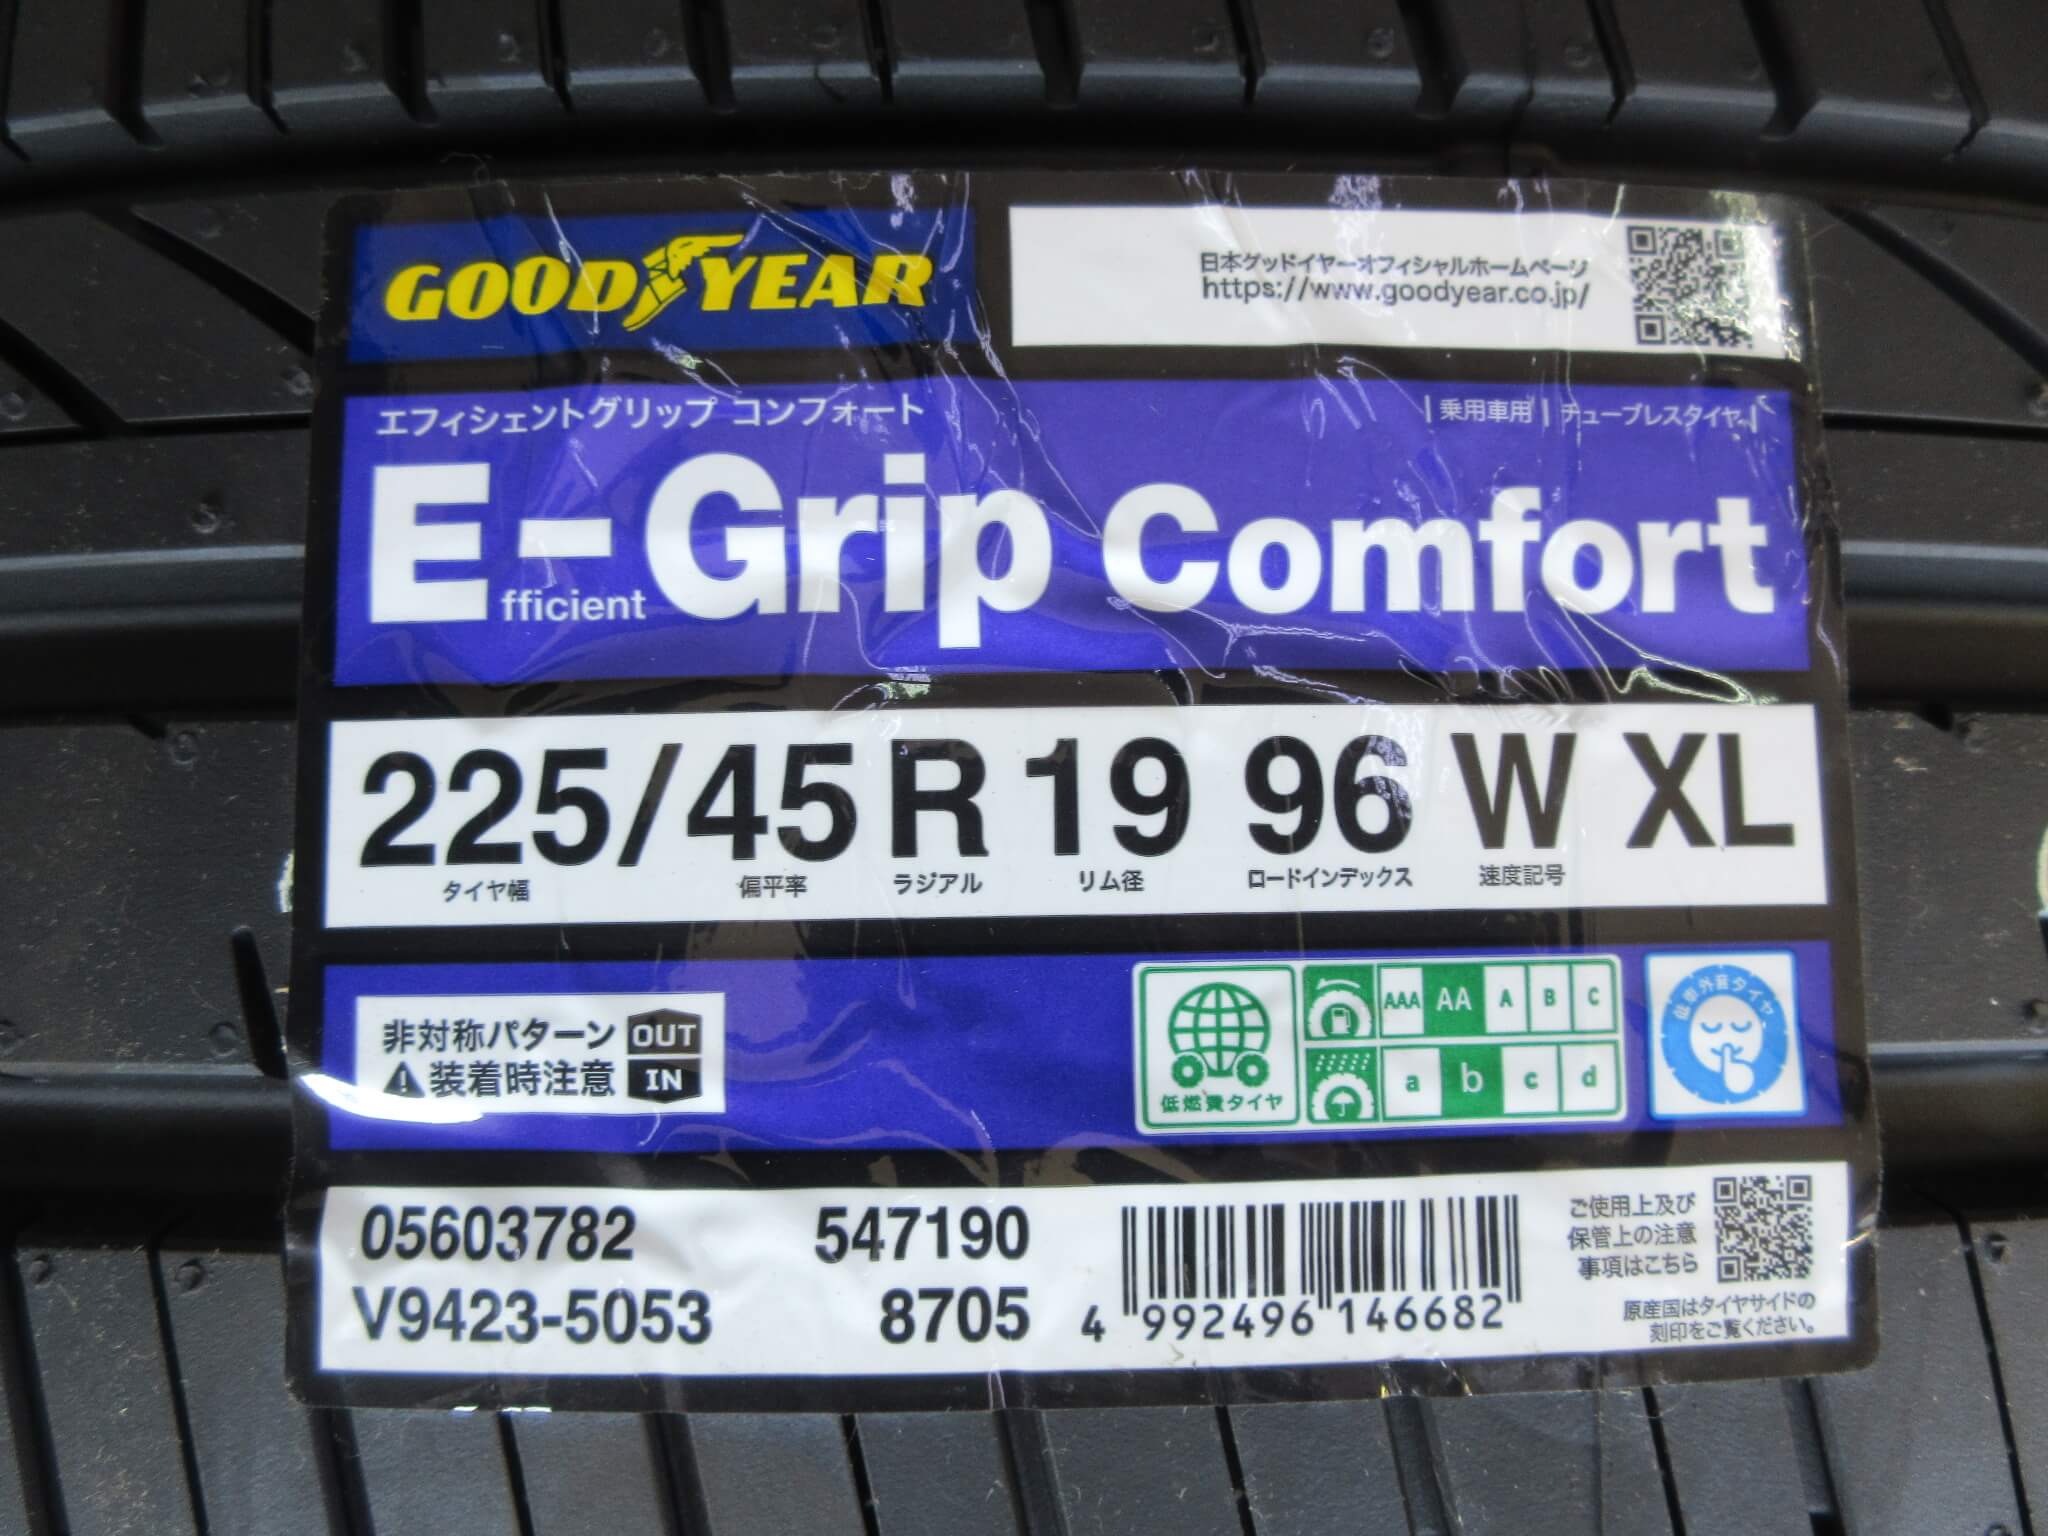 GOODYEAR
日本グッドイヤーオフィシャルホームページ
https://www.goodyear.co.jp/
エフィシェントグリップ コンフォート
| 乗用車用 | チューブレスタイヤ |
E-Grip Comfort
fficient
225/45 R 19 96 W XL
タイヤ幅 偏平率 ラジアル リム径 ロードインデックス 速度記号
非対称パターン OUT
装着時注意 IN
低燃費タイヤ
AAA AA A B C
a b c d
低車外音タイヤ
05603782 547190
V9423-5053 8705
4 992496 146682
ご使用上及び
保管上の注意
事項はこちら
原産国はタイヤサイドの
刻印をご覧ください。